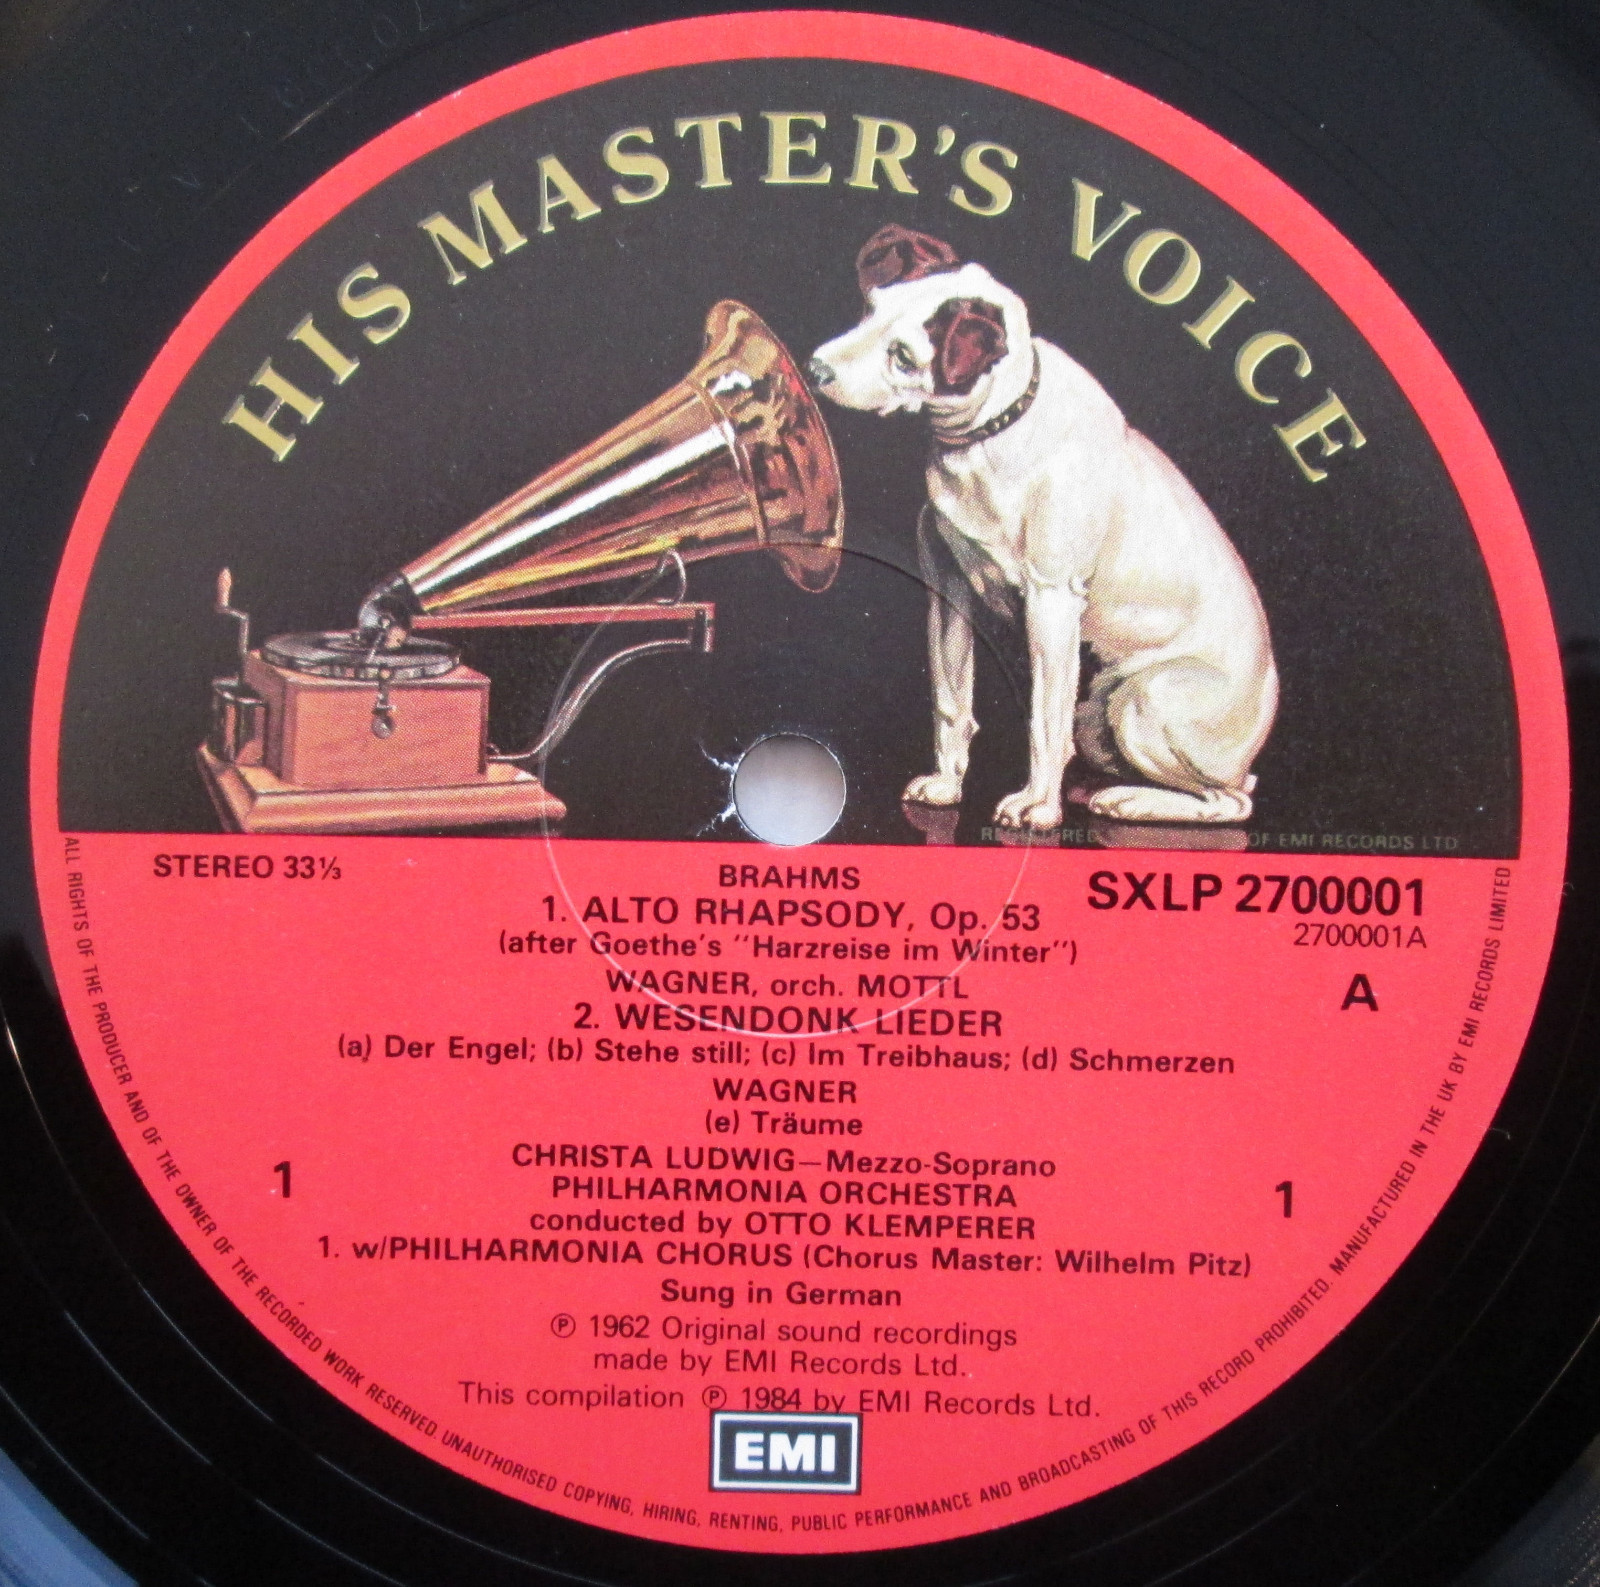 HIS MASTER'S VOICE
REGISTERED OF EMI RECORDS LTD
STEREO 33⅓
BRAHMS
1. ALTO RHAPSODY, Op. 53
(after Goethe's "Harzreise im Winter")
SXLP 2700001
2700001A
A
WAGNER, orch. MOTTL
2. WESENDONK LIEDER
(a) Der Engel; (b) Stehe still; (c) Im Treibhaus; (d) Schmerzen
WAGNER
(e) Träume
CHRISTA LUDWIG—Mezzo-Soprano
PHILHARMONIA ORCHESTRA
conducted by OTTO KLEMPERER
1. w/PHILHARMONIA CHORUS (Chorus Master: Wilhelm Pitz)
1
1
Sung in German
℗ 1962 Original sound recordings
made by EMI Records Ltd.
This compilation ℗ 1984 by EMI Records Ltd.
EMI
ALL RIGHTS OF THE PRODUCER AND OF THE OWNER OF THE RECORDED WORK RESERVED. UNAUTHORISED COPYING, HIRING, RENTING, PUBLIC PERFORMANCE AND BROADCASTING OF THIS RECORD PROHIBITED. MANUFACTURED IN THE UK BY EMI RECORDS LIMITED